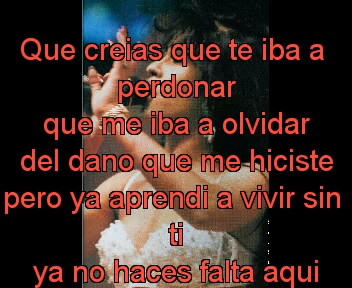 Que creias que te iba a
perdonar
que me iba a olvidar
del dano que me hiciste
pero ya aprendi a vivir sin
ti
ya no haces falta aqui